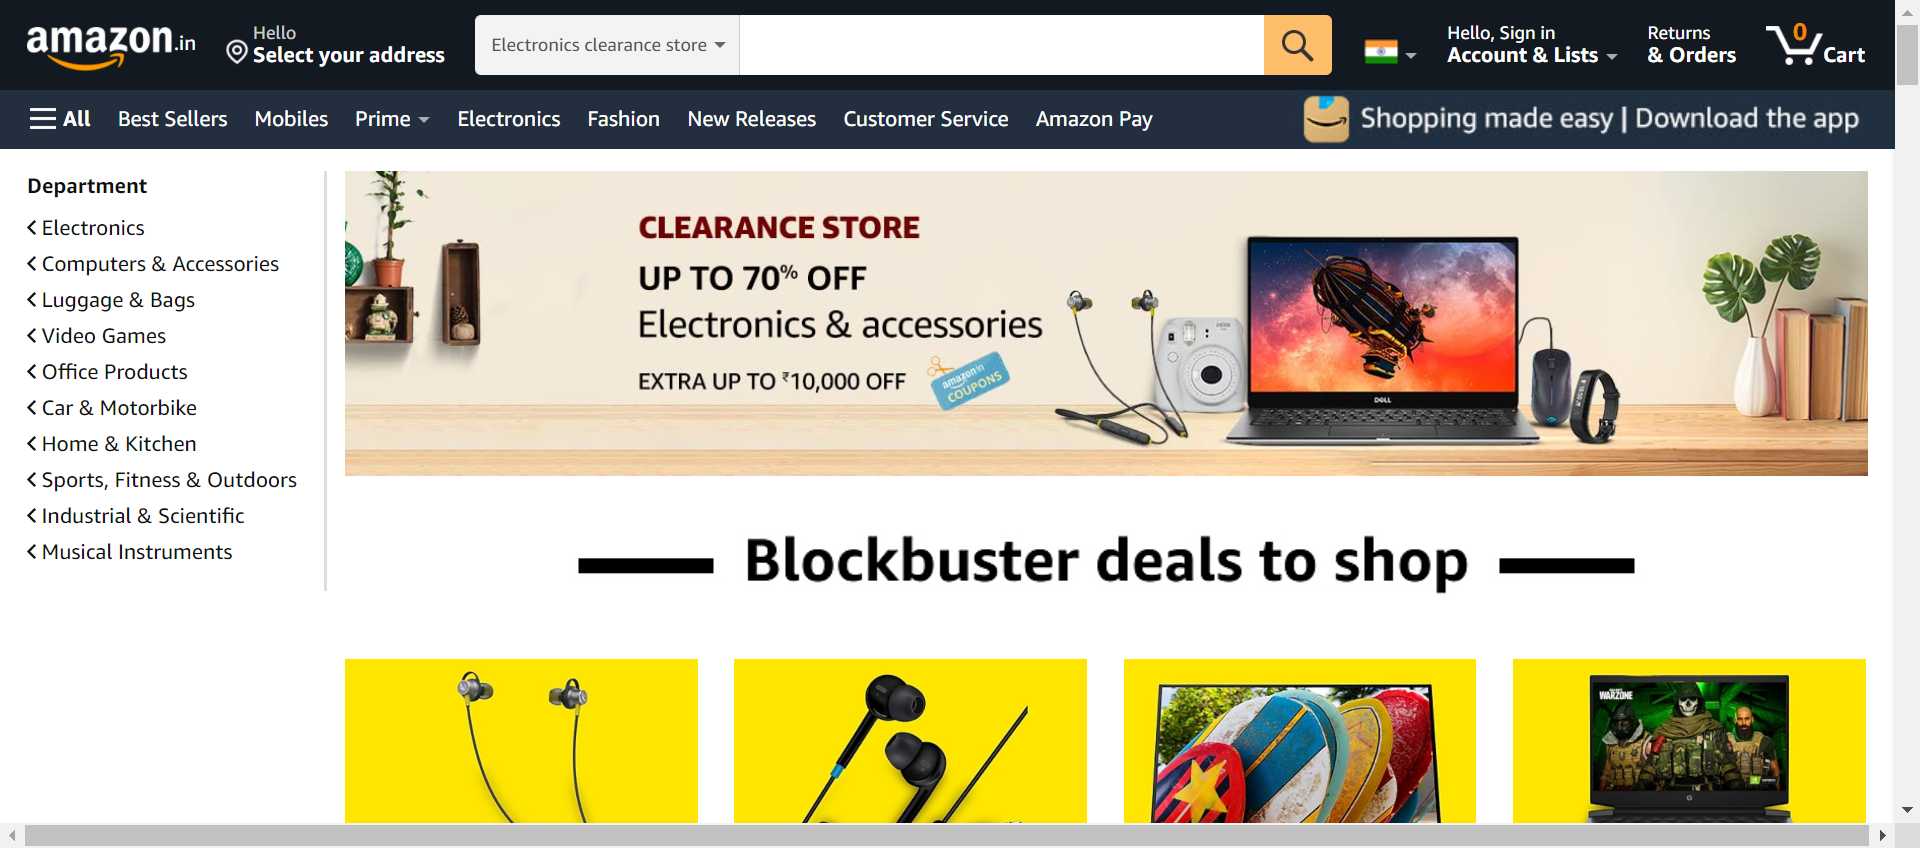 amazon.in
Hello
Select your address
Electronics clearance store
Hello, Sign in
Account & Lists
Returns
& Orders
0
Cart
All
Best Sellers
Mobiles
Prime
Electronics
Fashion
New Releases
Customer Service
Amazon Pay
Shopping made easy | Download the app
Department
Electronics
Computers & Accessories
Luggage & Bags
Video Games
Office Products
Car & Motorbike
Home & Kitchen
Sports, Fitness & Outdoors
Industrial & Scientific
Musical Instruments
CLEARANCE STORE
UP TO 70% OFF
Electronics & accessories
EXTRA UP TO ₹10,000 OFF
amazon.in
COUPONS
DELL
Blockbuster deals to shop
WARZONE